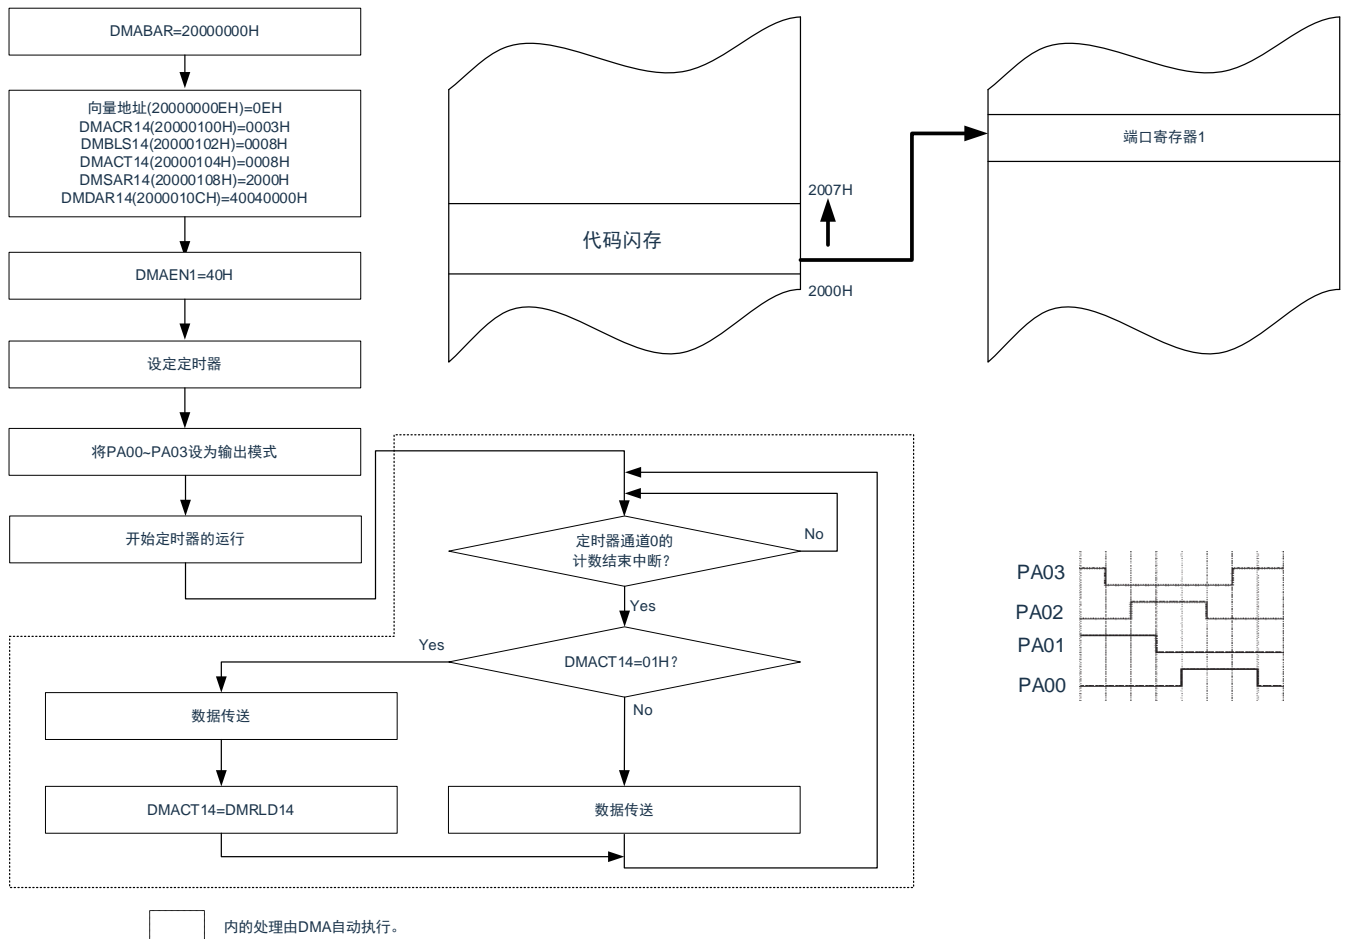 DMABAR=20000000H
向量地址(20000000EH)=0EH
DMACR14(20000100H)=0003H
DMBLS14(20000102H)=0008H
DMACT14(20000104H)=0008H
DMSAR14(20000108H)=2000H
DMDAR14(2000010CH)=40040000H
DMAEN1=40H
设定定时器
将PA00~PA03设为输出模式
开始定时器的运行
2007H
代码闪存
2000H
端口寄存器1
定时器通道0的
计数结束中断？
No
Yes
DMACT14=01H？
Yes
No
数据传送
DMACT14=DMRLD14
数据传送
PA03
PA02
PA01
PA00
内的处理由DMA自动执行。